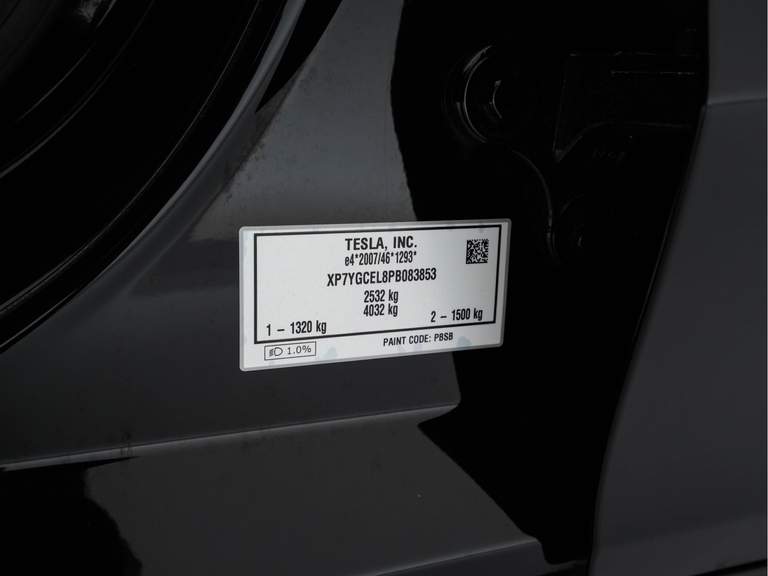 TESLA, INC.
e4*2007/46*1293*
XP7YGCEL8PB083853
2532 kg
4032 kg
1 – 1320 kg 2 – 1500 kg
1.0% PAINT CODE: PBSB